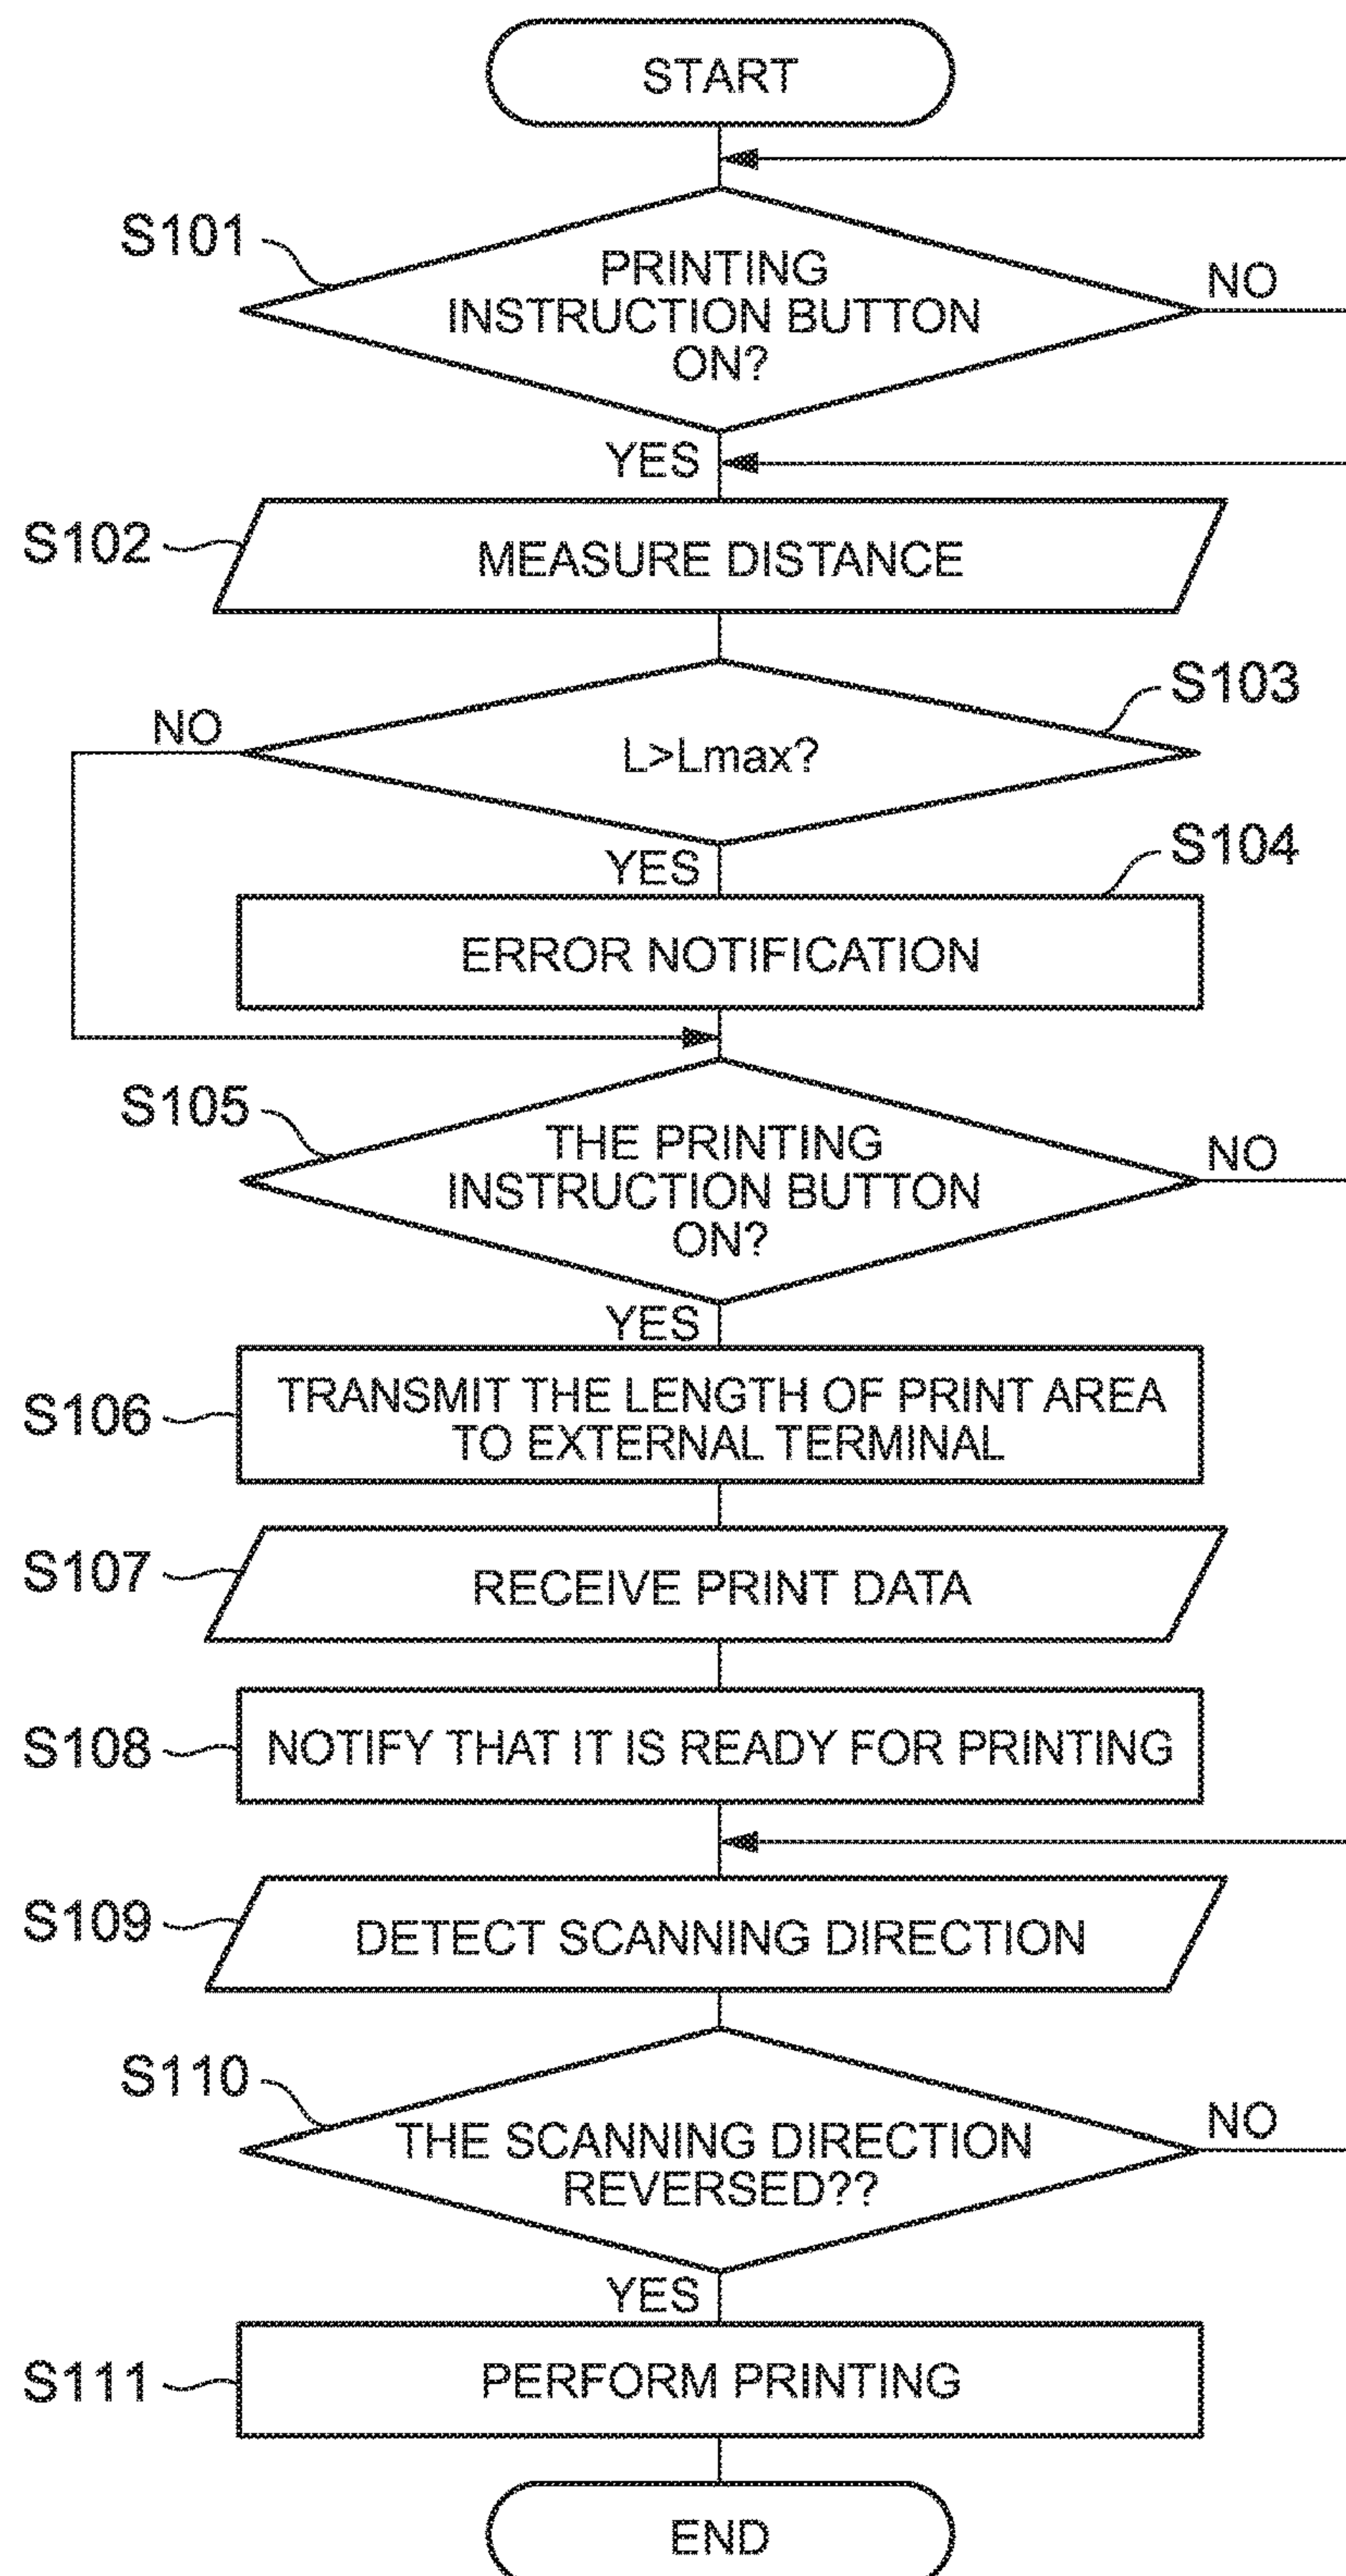 START
S101
PRINTING
INSTRUCTION BUTTON
ON?
NO
YES
S102
MEASURE DISTANCE
S103
NO
L>Lmax?
S104
YES
ERROR NOTIFICATION
S105
THE PRINTING
INSTRUCTION BUTTON
ON?
NO
YES
S106
TRANSMIT THE LENGTH OF PRINT AREA
TO EXTERNAL TERMINAL
S107
RECEIVE PRINT DATA
S108
NOTIFY THAT IT IS READY FOR PRINTING
S109
DETECT SCANNING DIRECTION
S110
THE SCANNING DIRECTION
REVERSED??
NO
YES
S111
PERFORM PRINTING
END